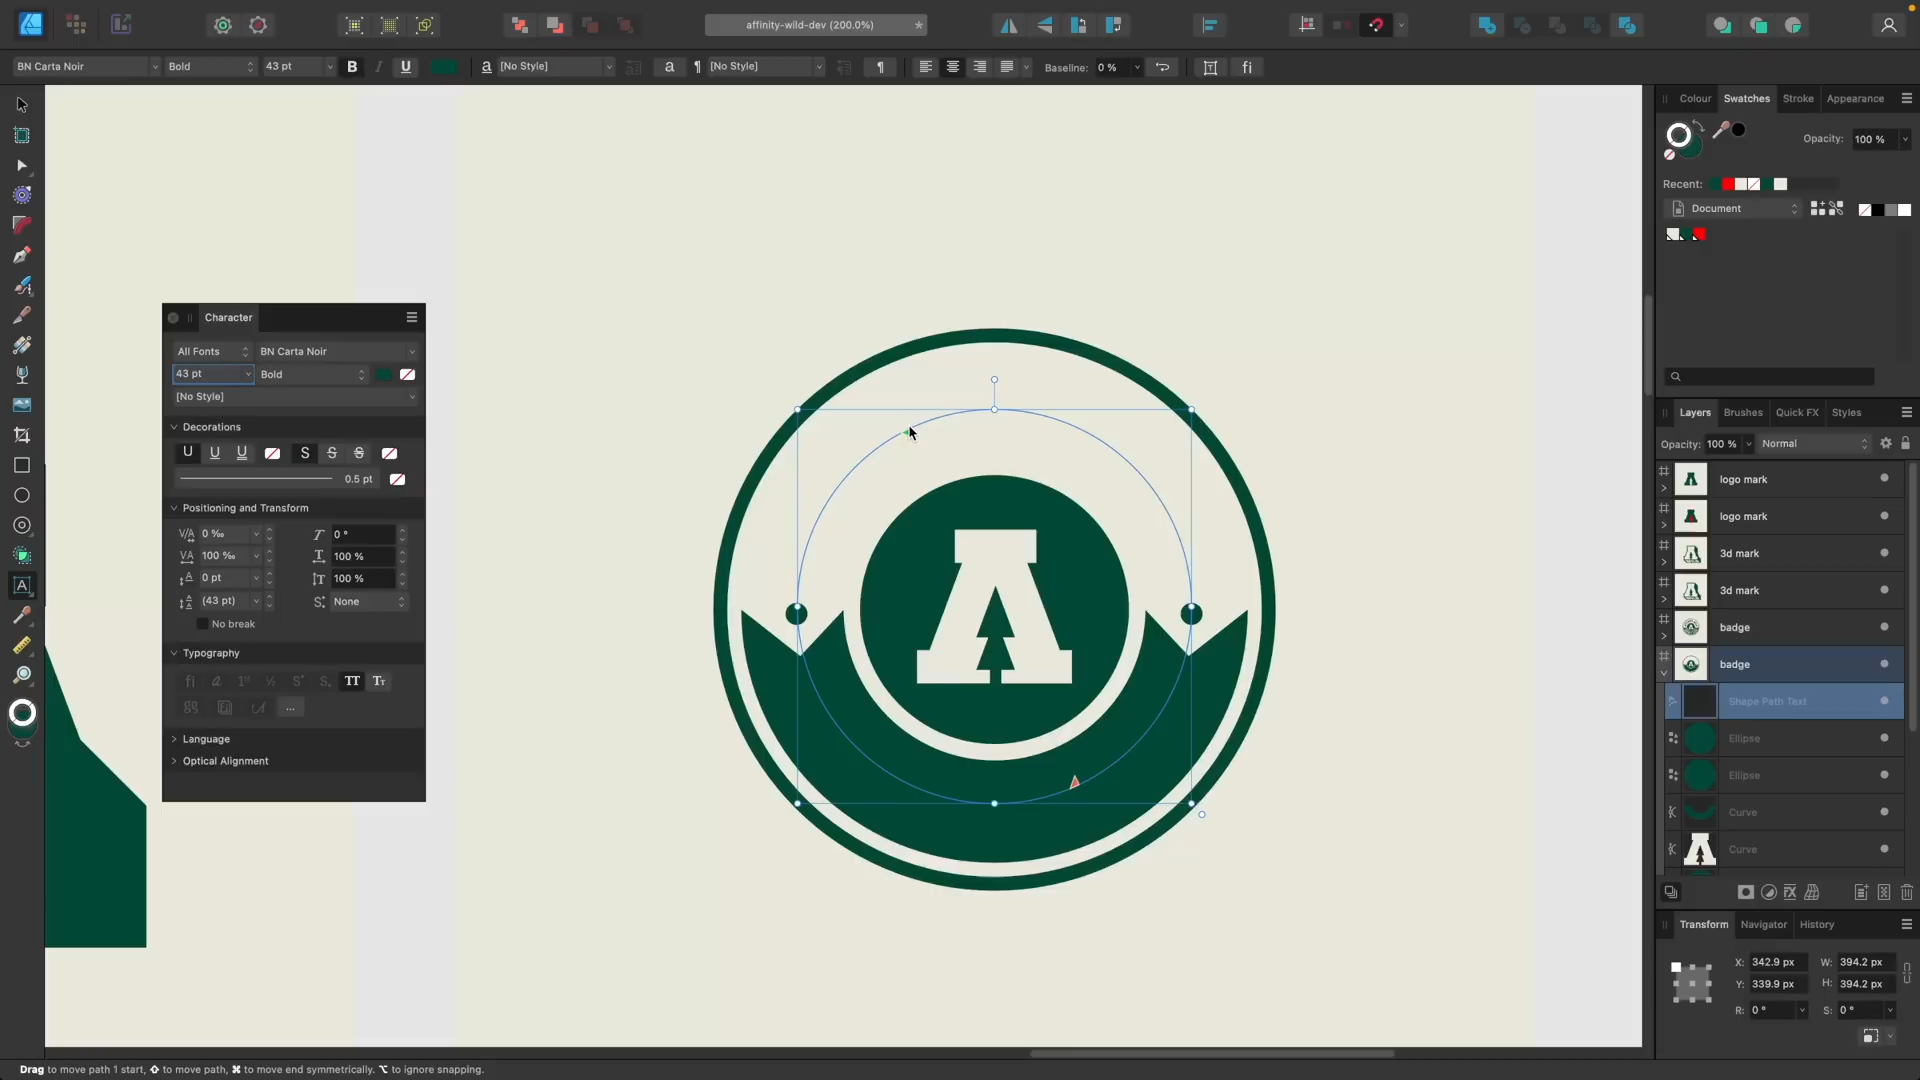 affinity-wild-dev (200.0%)
*
BN Carta Noir
Bold
43 pt
B
I
U
a
[No Style]
a
¶
[No Style]
¶
Baseline:
0 %
fi
Colour
Swatches
Stroke
Appearance
Opacity:
100 %
Recent:
Document
Character
All Fonts
BN Carta Noir
43 pt
Bold
[No Style]
Decorations
U
U
U
S
S
S
0.5 pt
Positioning and Transform
0 ‰
0 °
100 ‰
100 %
0 pt
100 %
(43 pt)
None
No break
Typography
TT
...
Language
Optical Alignment
A
Layers
Brushes
Quick FX
Styles
Opacity:
100 %
Normal
logo mark
logo mark
3d mark
3d mark
badge
badge
Shape Path Text
Ellipse
Ellipse
Curve
Curve
Transform
Navigator
History
X:
342.9 px
W:
394.2 px
Y:
339.9 px
H:
394.2 px
R:
0 °
S:
0 °
Drag to move path 1 start, ⇧ to move path, ⌘ to move end symmetrically. ⌥ to ignore snapping.